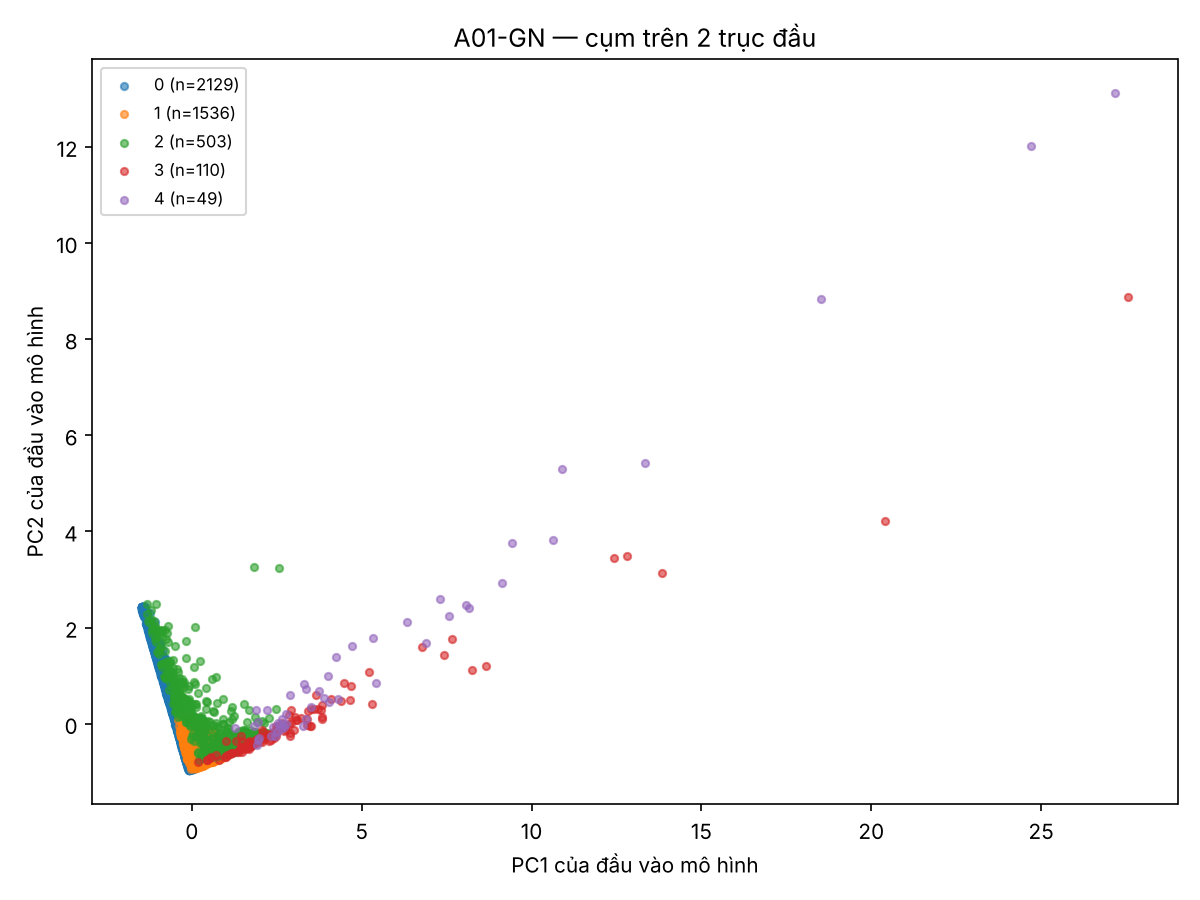 A01-GN — cụm trên 2 trục đầu
0 (n=2129)
1 (n=1536)
2 (n=503)
3 (n=110)
4 (n=49)
12
10
8
6
4
2
0
PC2 của đầu vào mô hình
0 5 10 15 20 25
PC1 của đầu vào mô hình